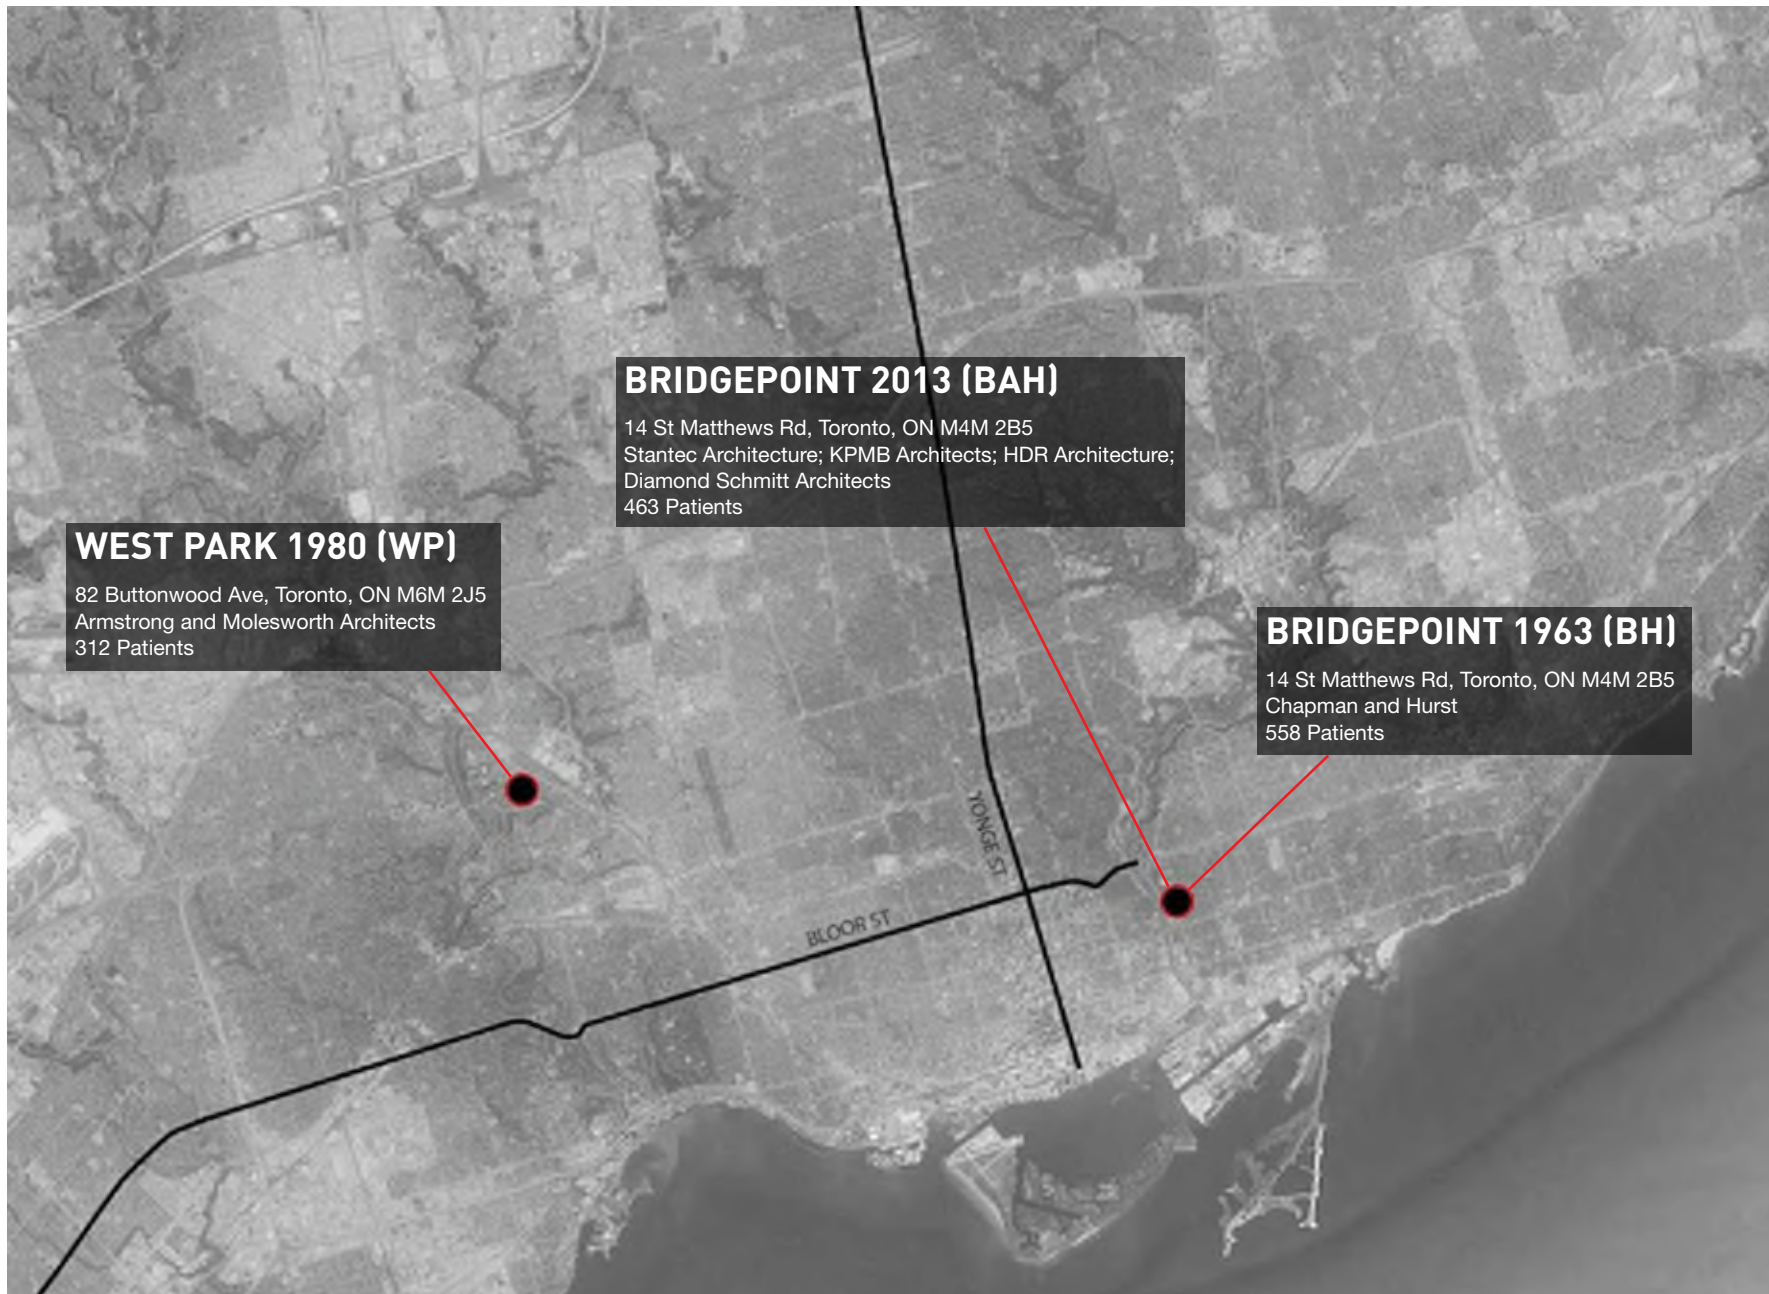 BRIDGEPOINT 2013 (BAH)
14 St Matthews Rd, Toronto, ON M4M 2B5
Stantec Architecture; KPMB Architects; HDR Architecture;
Diamond Schmitt Architects
463 Patients
WEST PARK 1980 (WP)
82 Buttonwood Ave, Toronto, ON M6M 2J5
Armstrong and Molesworth Architects
312 Patients
BRIDGEPOINT 1963 (BH)
14 St Matthews Rd, Toronto, ON M4M 2B5
Chapman and Hurst
558 Patients
YONGE ST
BLOOR ST